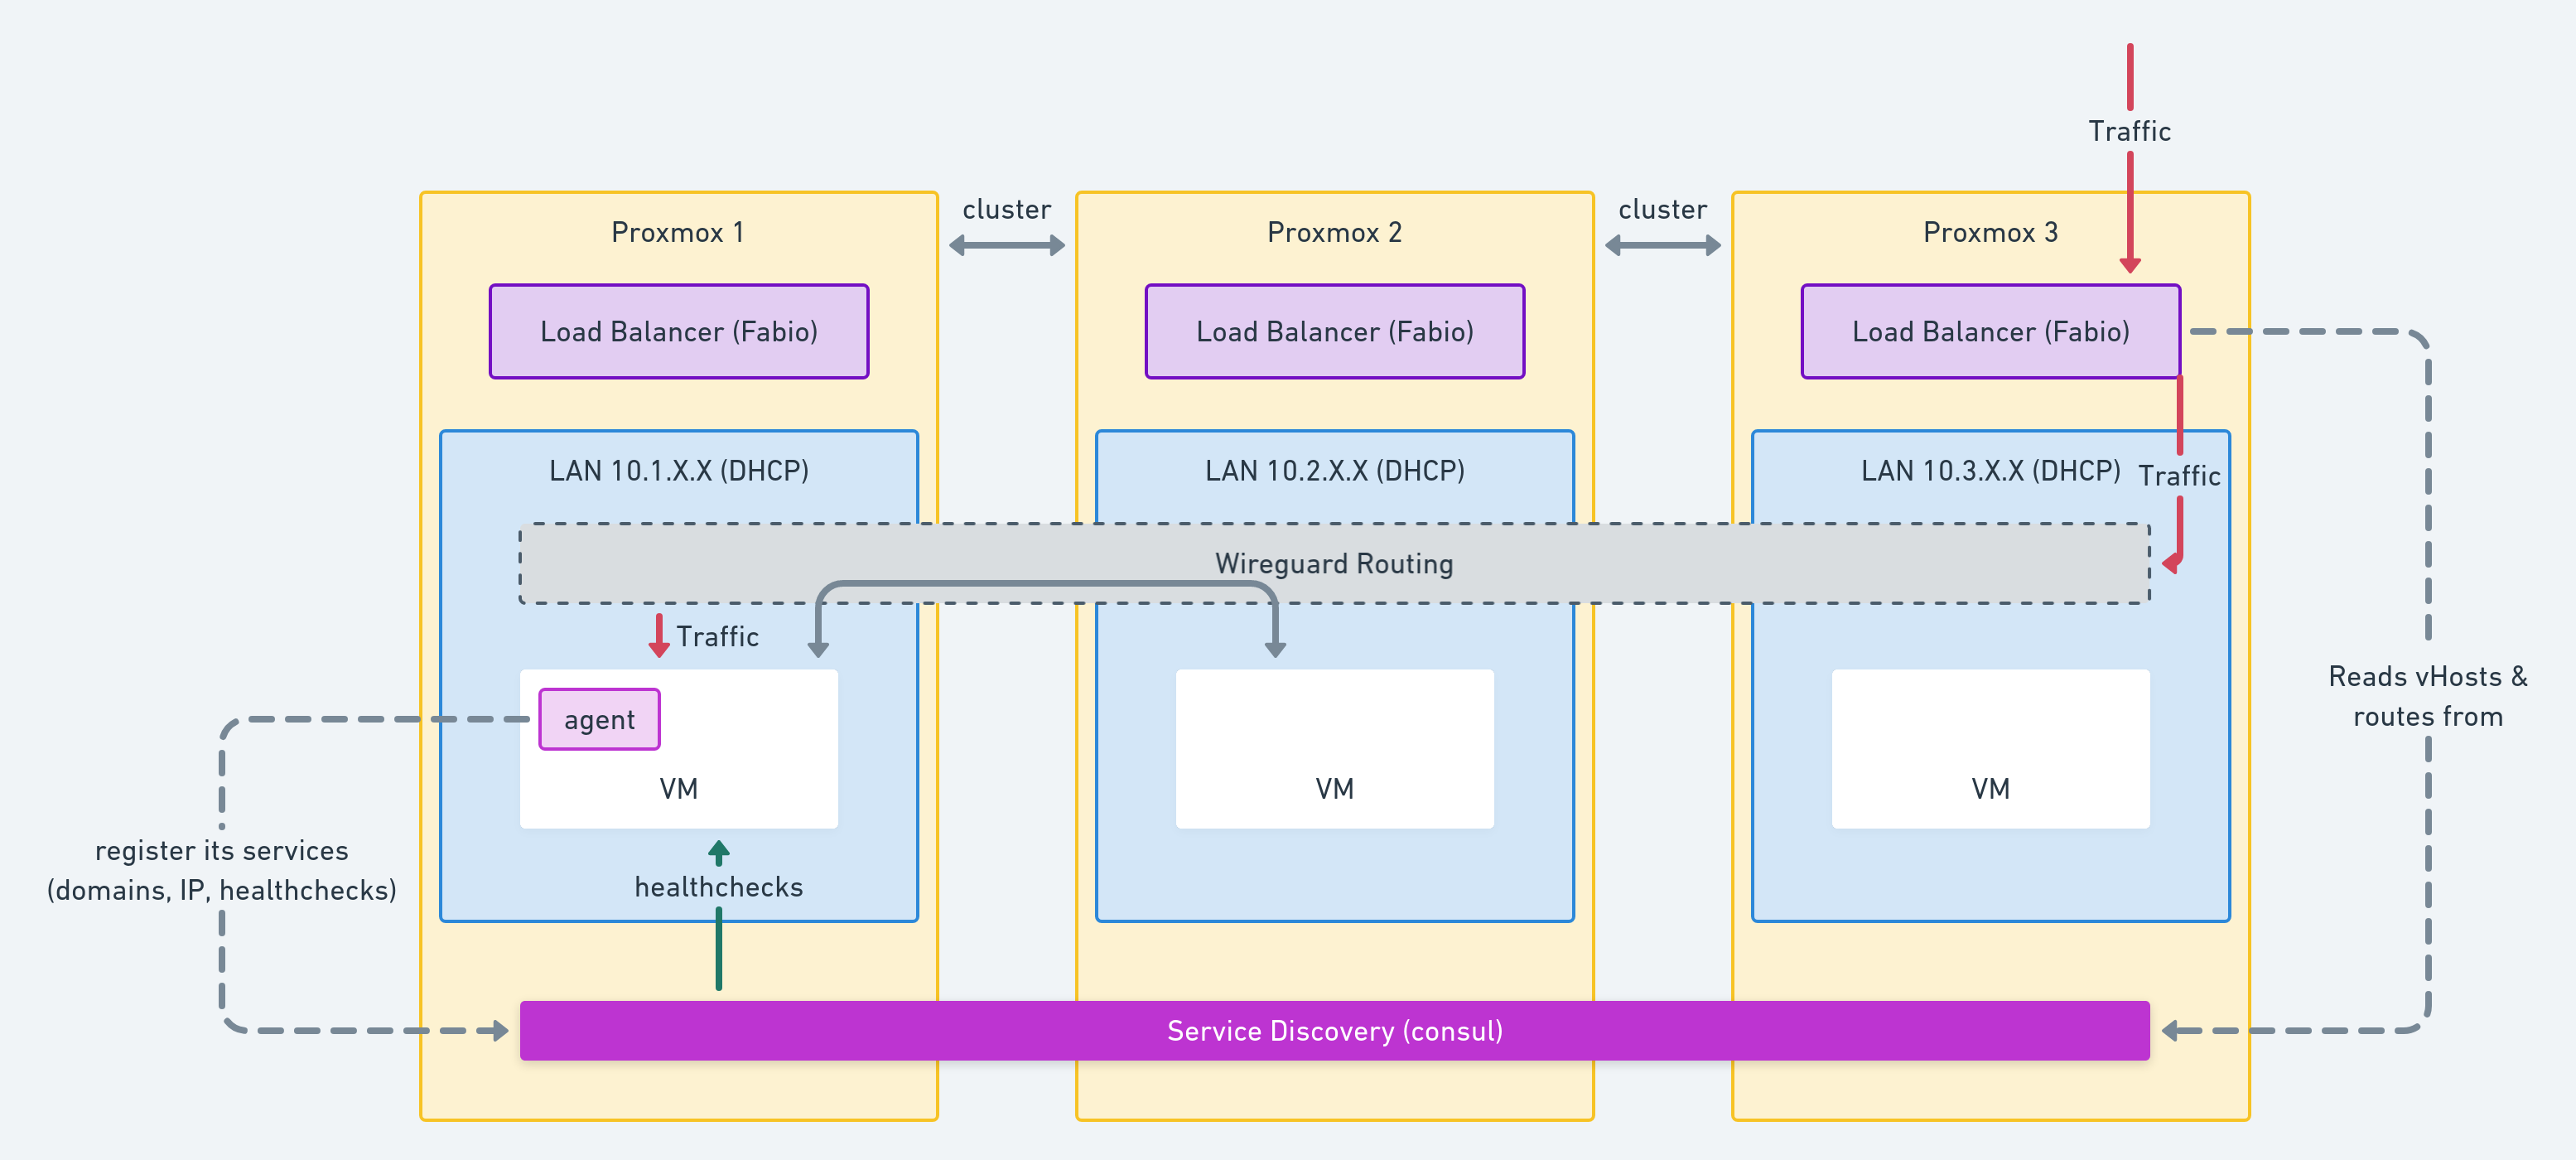 Traffic
cluster
cluster
Proxmox 1
Proxmox 2
Proxmox 3
Load Balancer (Fabio)
Load Balancer (Fabio)
Load Balancer (Fabio)
LAN 10.1.X.X (DHCP)
LAN 10.2.X.X (DHCP)
LAN 10.3.X.X (DHCP)
Traffic
Wireguard Routing
Traffic
Reads vHosts &
routes from
agent
VM
VM
VM
register its services
(domains, IP, healthchecks)
healthchecks
Service Discovery (consul)